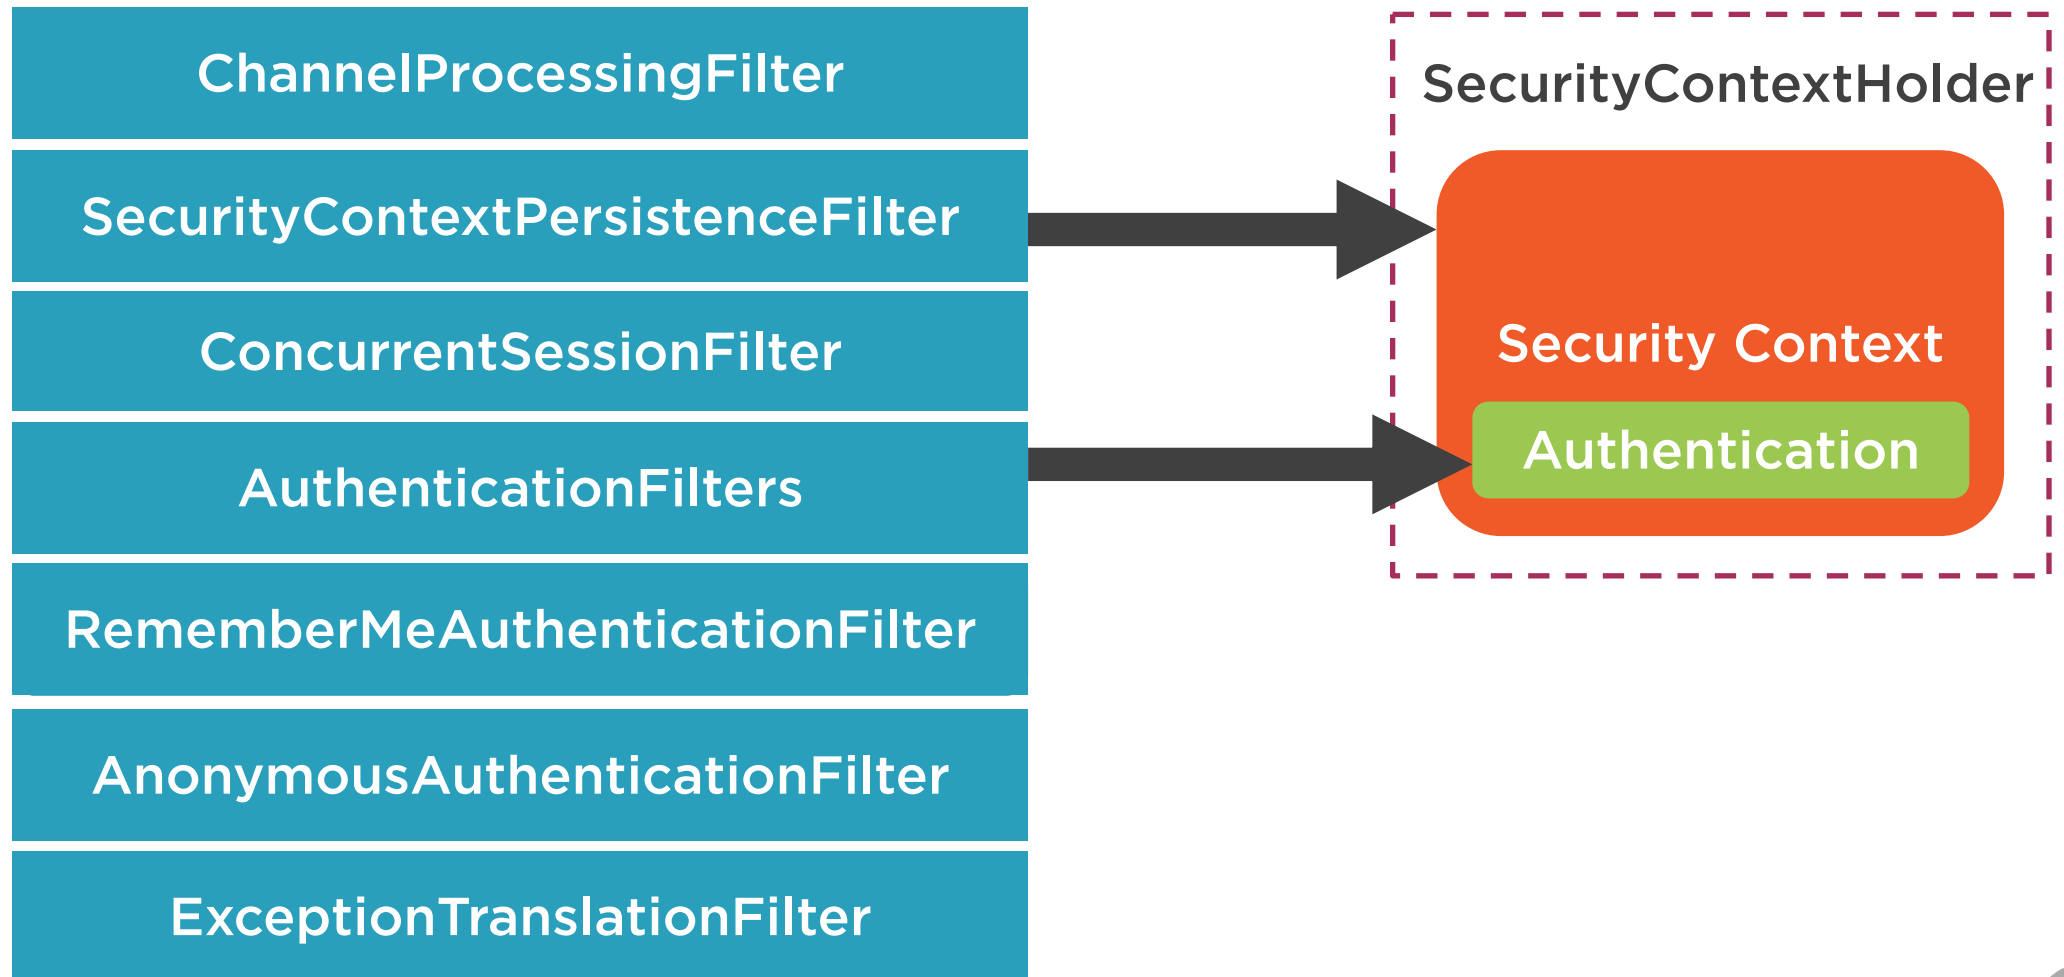 ChannelProcessingFilter
SecurityContextPersistenceFilter
ConcurrentSessionFilter
AuthenticationFilters
RememberMeAuthenticationFilter
AnonymousAuthenticationFilter
ExceptionTranslationFilter
SecurityContextHolder
Security Context
Authentication